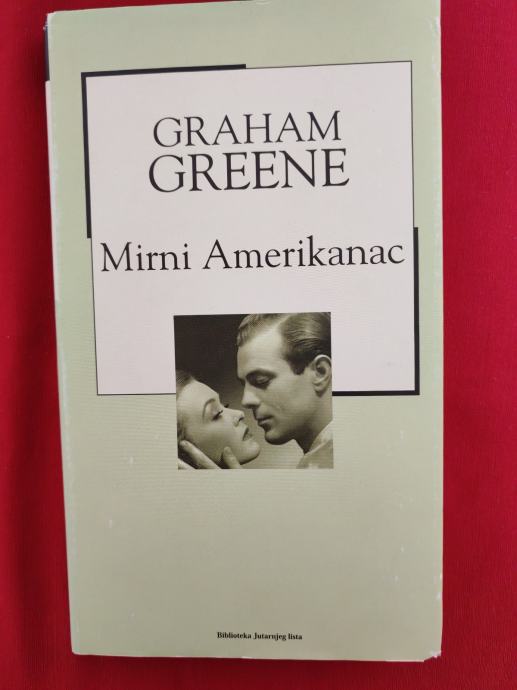 GRAHAM
GREENE
Mirni Amerikanac
Biblioteka Jutarnjeg lista